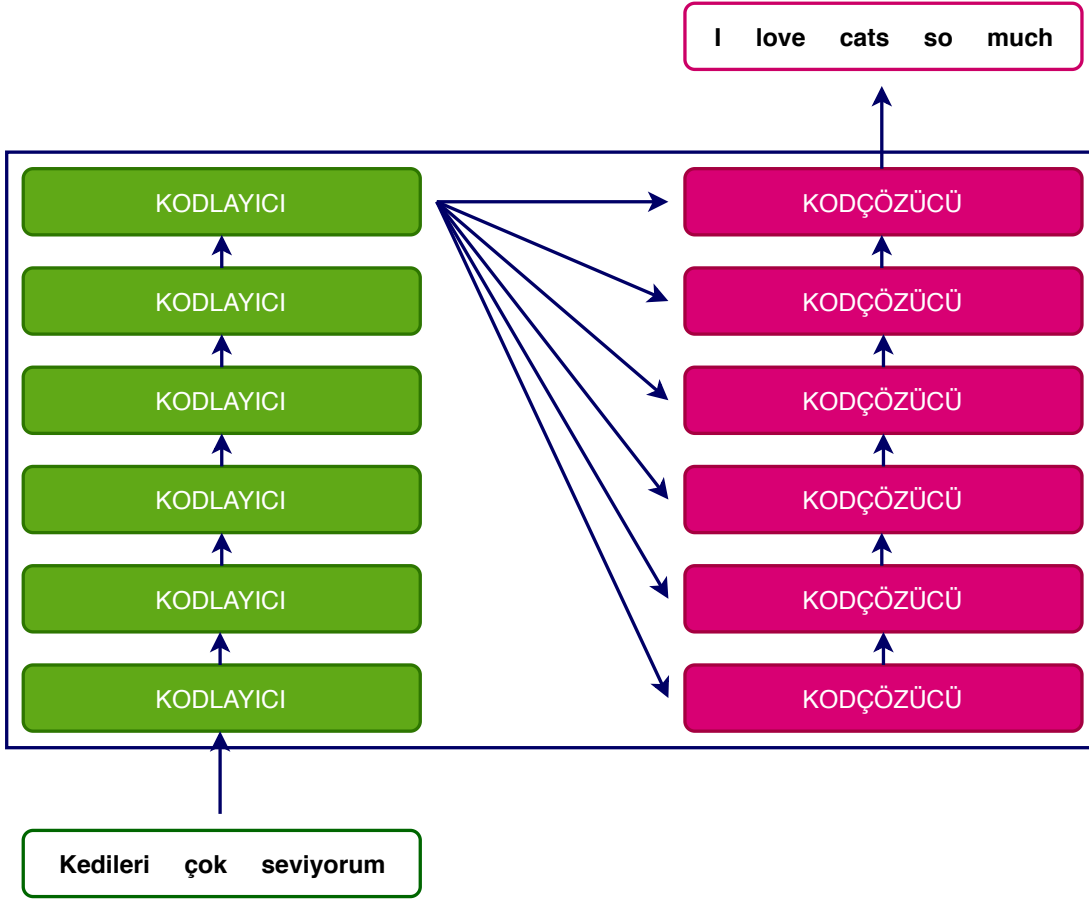 I love cats so much
KODLAYICI
KODÇÖZÜCÜ
KODLAYICI
KODÇÖZÜCÜ
KODLAYICI
KODÇÖZÜCÜ
KODLAYICI
KODÇÖZÜCÜ
KODLAYICI
KODÇÖZÜCÜ
KODLAYICI
KODÇÖZÜCÜ
Kedileri çok seviyorum